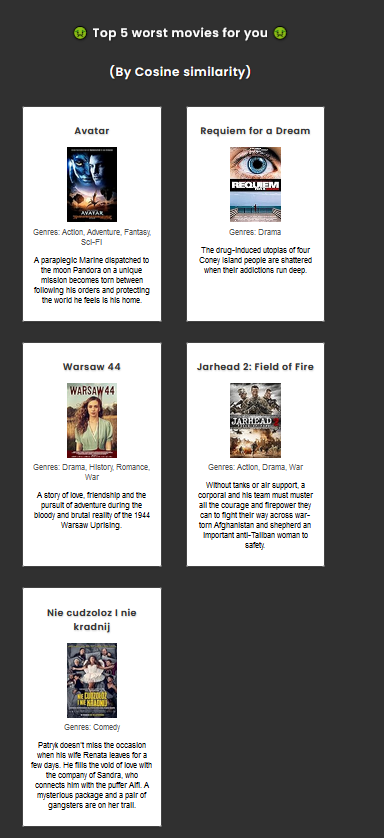 🤢 Top 5 worst movies for you 🤢
(By Cosine similarity)
Avatar
AVATAR
Genres: Action, Adventure, Fantasy,
Sci-Fi
A paraplegic Marine dispatched to
the moon Pandora on a unique
mission becomes torn between
following his orders and protecting
the world he feels is his home.
Requiem for a Dream
REQUIEM
Genres: Drama
The drug-induced utopias of four
Coney Island people are shattered
when their addictions run deep.
Warsaw 44
WARSAW 44
Genres: Drama, History, Romance,
War
A story of love, friendship and the
pursuit of adventure during the
bloody and brutal reality of the 1944
Warsaw Uprising.
Jarhead 2: Field of Fire
JARHEAD
Genres: Action, Drama, War
Without tanks or air support, a
corporal and his team must muster
all the courage and firepower they
can to fight their way across war-
torn Afghanistan and shepherd an
important anti-Taliban woman to
safety.
Nie cudzoloz i nie
kradnij
NIE CUDZOŁÓŻ
I NIE KRADNIJ
Genres: Comedy
Patryk doesn't miss the occasion
when his wife Renata leaves for a
few days. He fills the void of love with
the company of Sandra, who
connects him with the puffer Alfi. A
mysterious package and a pair of
gangsters are on her trail.